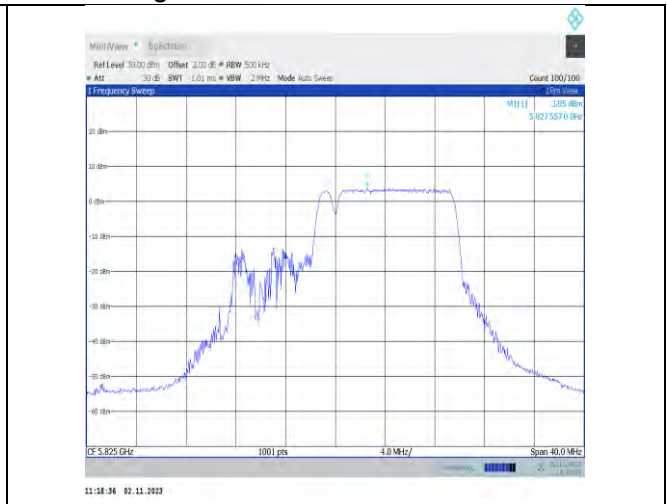 MultiView Spectrum
Ref Level 30.00 dBm Offset 2.00 dB RBW 500 kHz
Att 30 dB SWT 1.01 ms VBW 2 MHz Mode Auto Sweep Count 100/100
1 Frequency Sweep 1Rm View
M1[1] 3.85 dBm
20 dBm
10 dBm
0 dBm
-10 dBm
-20 dBm
-30 dBm
-40 dBm
-50 dBm
-60 dBm
CF 5.825 GHz 1001 pts 4.0 MHz/ Span 40.0 MHz
11:18:36 02.11.2023